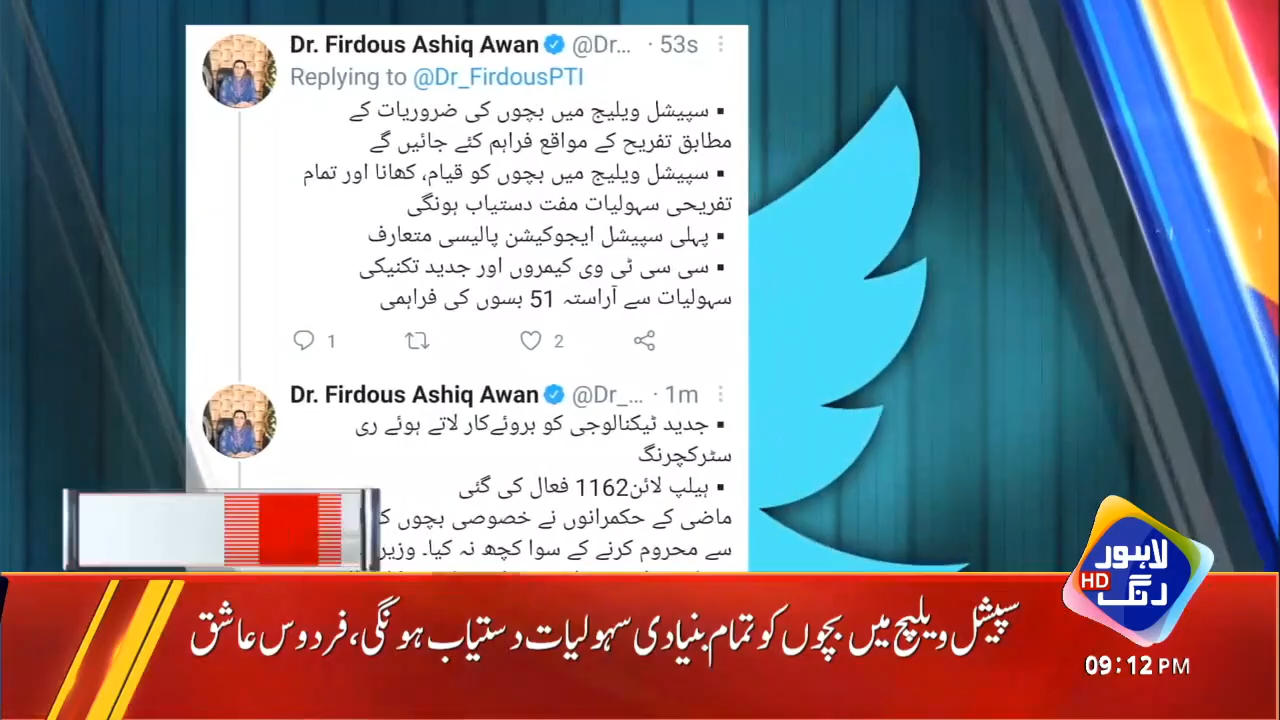 Dr. Firdous Ashiq Awan @Dr... · 53s
Replying to @Dr_FirdousPTI
▪ سپیشل ویلیج میں بچوں کی ضروریات کے
مطابق تفریح کے مواقع فراہم کئے جائیں گے
▪ سپیشل ویلیج میں بچوں کو قیام، کھانا اور تمام
تفریحی سہولیات مفت دستیاب ہونگی
▪ پہلی سپیشل ایجوکیشن پالیسی متعارف
▪ سی سی ٹی وی کیمروں اور جدید تکنیکی
سہولیات سے آراستہ 51 بسوں کی فراہمی
1 2
Dr. Firdous Ashiq Awan @Dr_... · 1m
▪ جدید ٹیکنالوجی کو بروئےکار لاتے ہوئے ری
سٹرکچرنگ
▪ ہیلپ لائن1162 فعال کی گئی
ماضی کے حکمرانوں نے خصوصی بچوں
سے محروم کرنے کے سوا کچھ نہ کیا۔ وزیر
سپیشل ویلیج میں بچوں کو تمام بنیادی سہولیات دستیاب ہونگی، فردوس عاشق
لاہور
رنگ
HD
09:12 PM